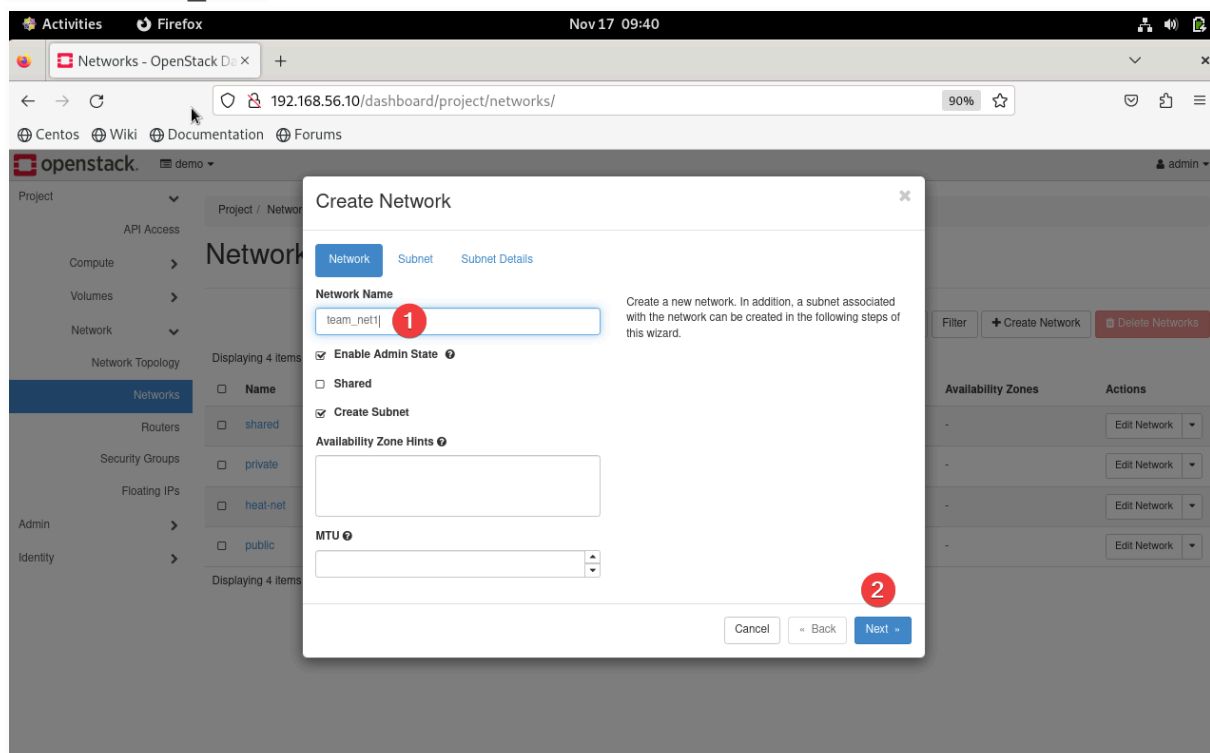 Activities Firefox Nov 17 09:40
Networks - OpenStack Da × +
192.168.56.10/dashboard/project/networks/ 90%
Centos Wiki Documentation Forums
openstack. demo admin
Project
API Access
Compute
Volumes
Network
Network Topology
Networks
Routers
Security Groups
Floating IPs
Admin
Identity
Project / Networ
Network
Filter + Create Network Delete Networks
Displaying 4 items
Name Availability Zones Actions
shared - Edit Network
private - Edit Network
heat-net - Edit Network
public - Edit Network
Displaying 4 items
Create Network ×
Network Subnet Subnet Details
Network Name
team_net1 1
Enable Admin State
Shared
Create Subnet
Availability Zone Hints
MTU
Create a new network. In addition, a subnet associated
with the network can be created in the following steps of
this wizard.
2
Cancel « Back Next »